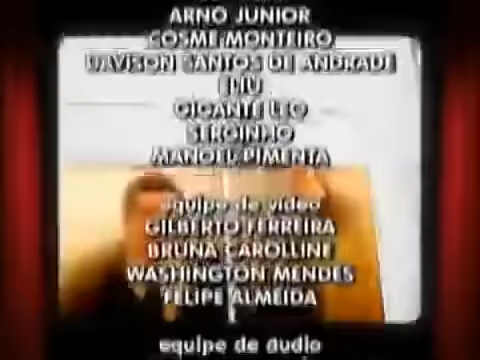 ARNO JUNIOR
COSME MONTEIRO
DAVISON SANTOS DE ANDRADE
ELIU
GIGANTE LEO
SERGINHO
MANOEL PIMENTA
equipe de vídeo
GILBERTO FERREIRA
BRUNA CAROLLINE
WASHINGTON MENDES
FELIPE ALMEIDA
equipe de áudio